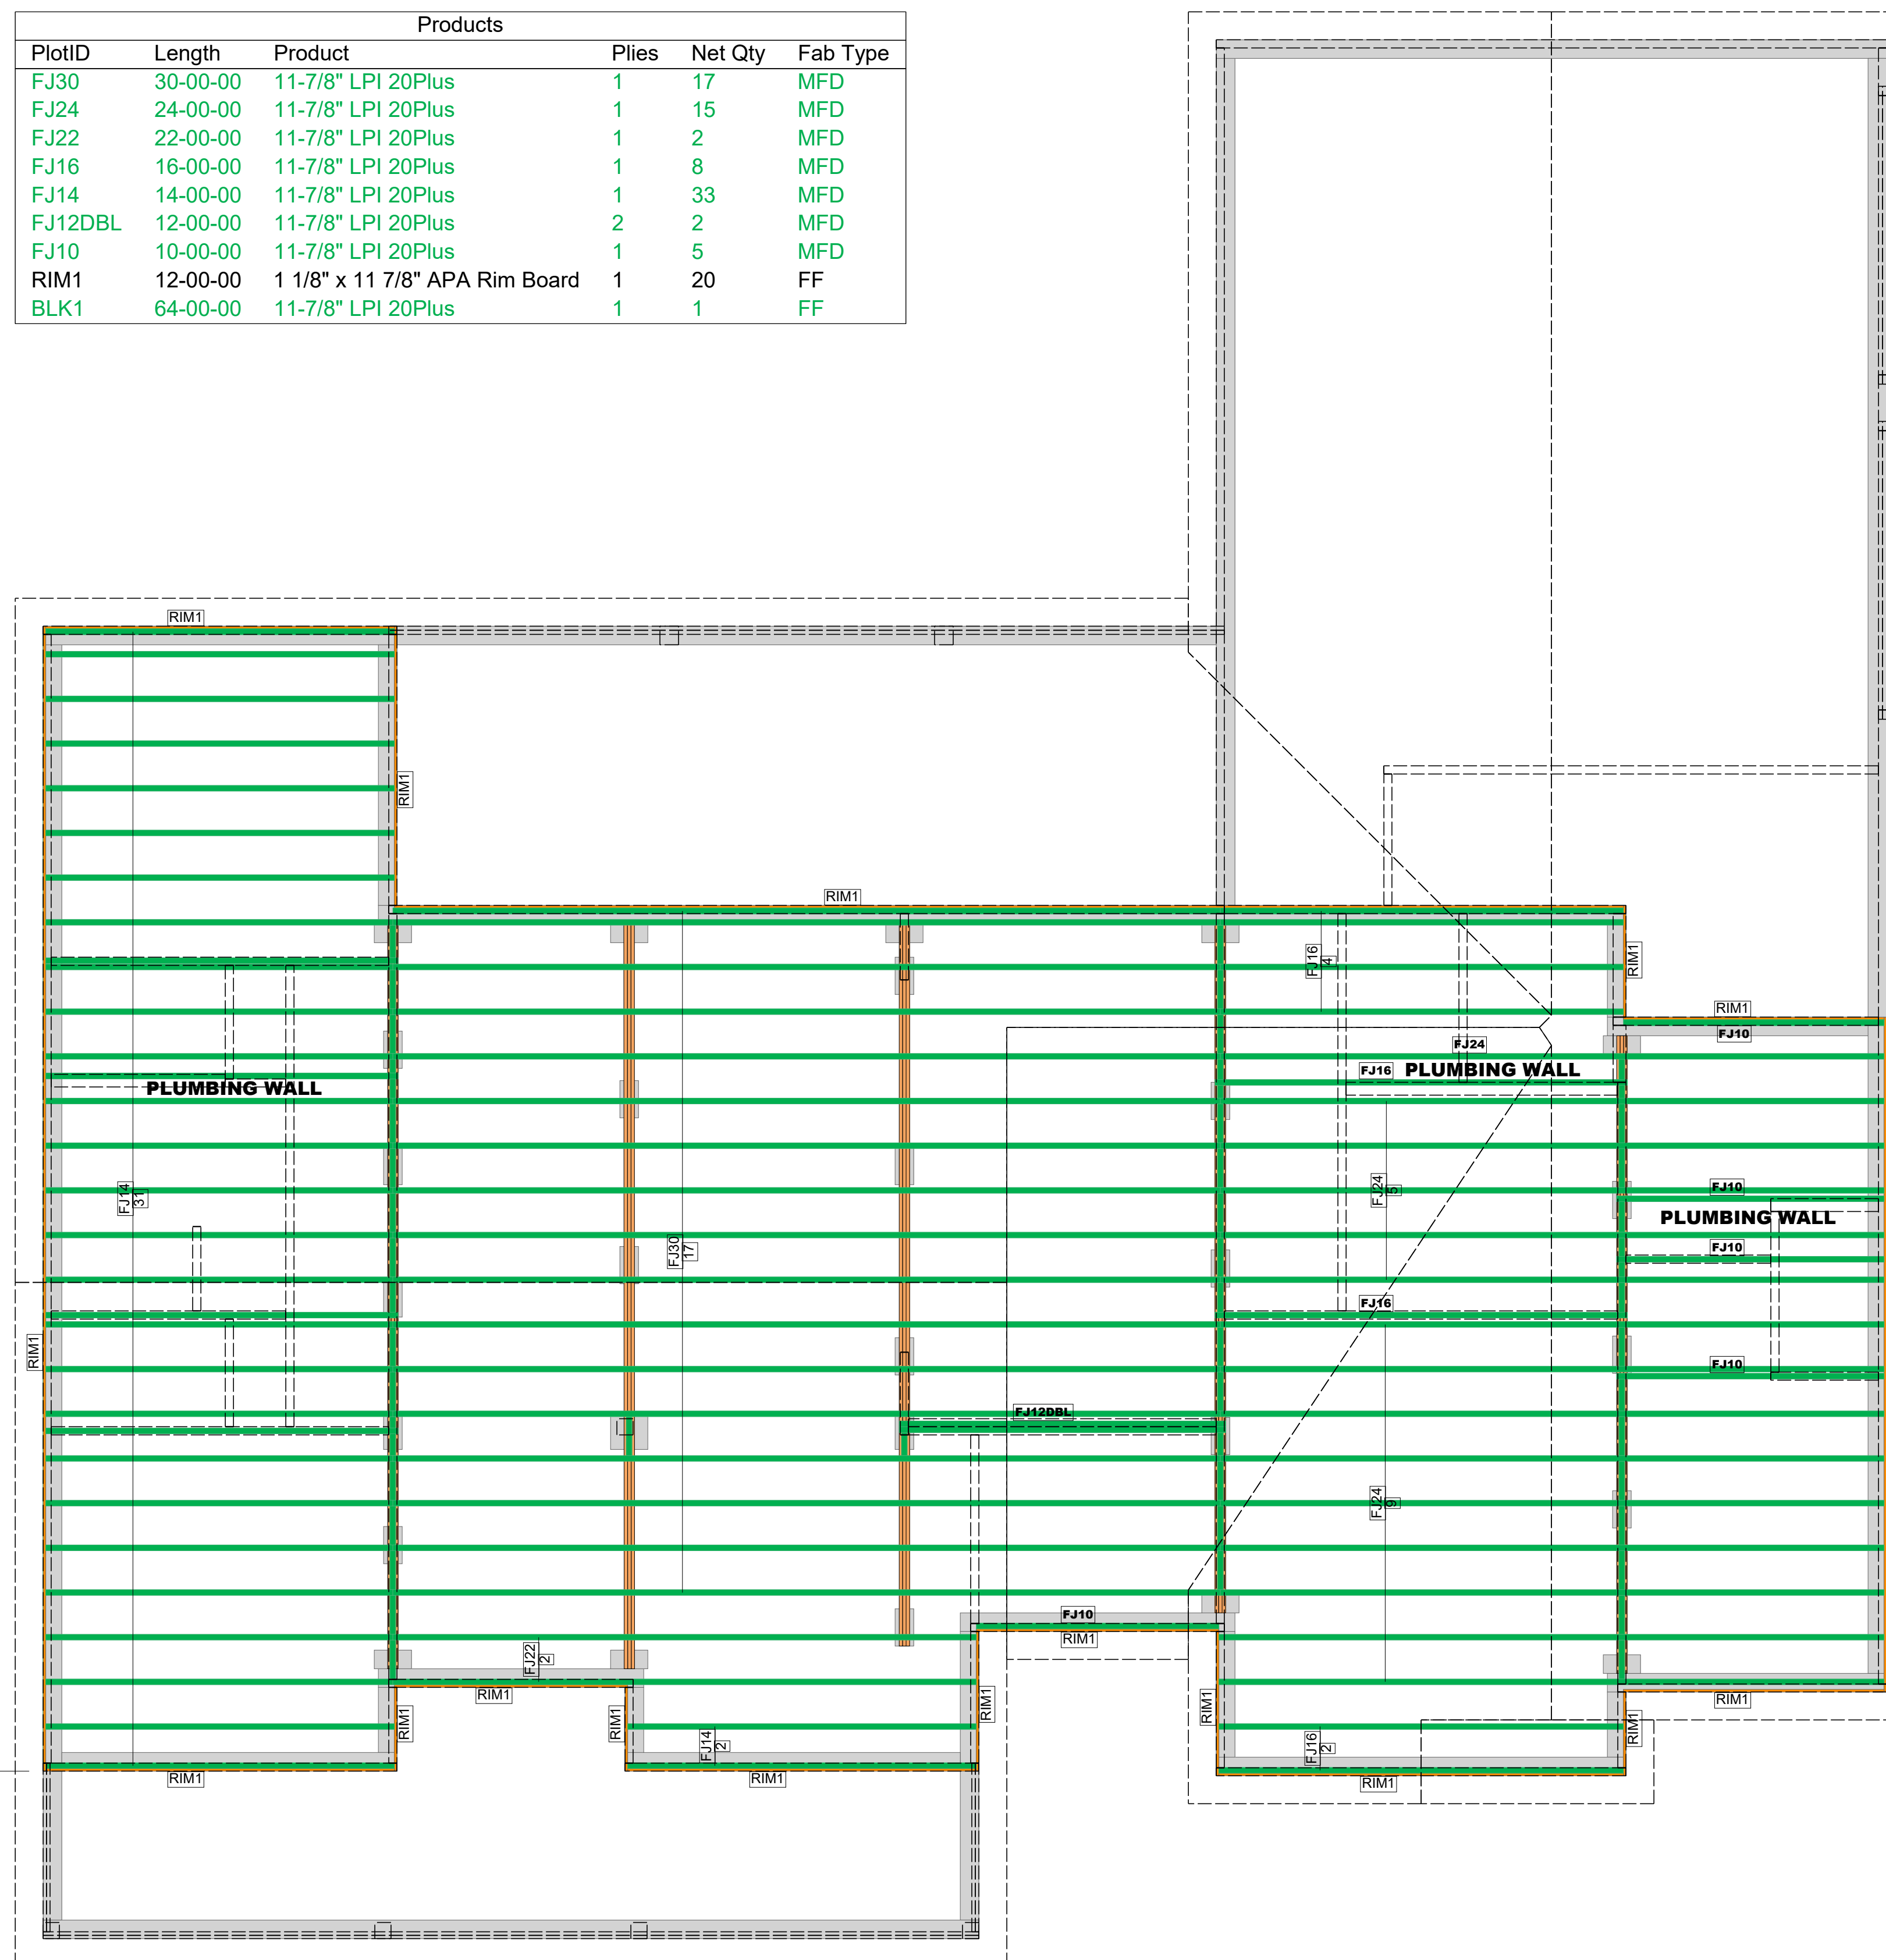 Products
PlotID Length Product Plies Net Qty Fab Type
FJ30 30-00-00 11-7/8" LPI 20Plus 1 17 MFD
FJ24 24-00-00 11-7/8" LPI 20Plus 1 15 MFD
FJ22 22-00-00 11-7/8" LPI 20Plus 1 2 MFD
FJ16 16-00-00 11-7/8" LPI 20Plus 1 8 MFD
FJ14 14-00-00 11-7/8" LPI 20Plus 1 33 MFD
FJ12DBL 12-00-00 11-7/8" LPI 20Plus 2 2 MFD
FJ10 10-00-00 11-7/8" LPI 20Plus 1 5 MFD
RIM1 12-00-00 1 1/8" x 11 7/8" APA Rim Board 1 20 FF
BLK1 64-00-00 11-7/8" LPI 20Plus 1 1 FF
RIM1
RIM1
RIM1
FJ16
4
RIM1
RIM1
FJ10
FJ24
FJ16
PLUMBING WALL
PLUMBING WALL
FJ14
31
FJ24
5
FJ10
PLUMBING WALL
FJ30
17
FJ10
FJ16
RIM1
FJ10
FJ12DBL
FJ24
9
FJ10
RIM1
FJ22
2
RIM1
RIM1
RIM1
RIM1
RIM1
RIM1
RIM1
RIM1
FJ14
2
FJ16
2
RIM1
RIM1
RIM1